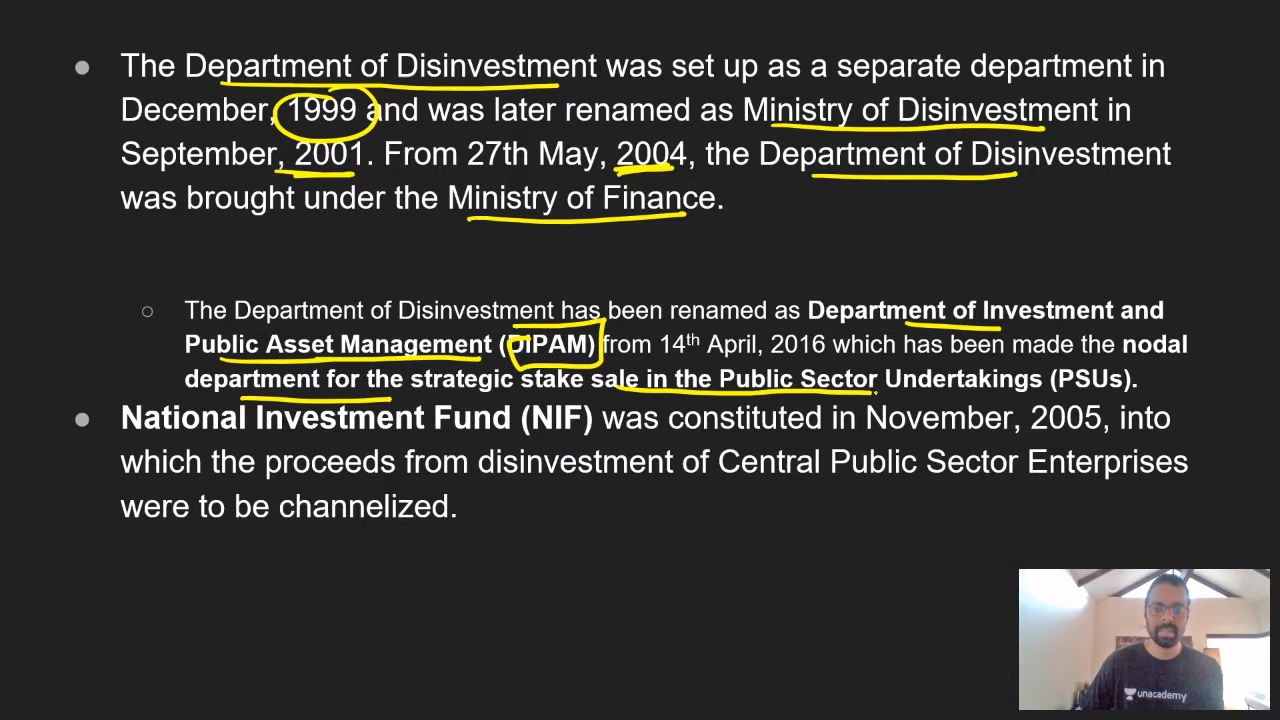 ● The Department of Disinvestment was set up as a separate department in
December, 1999 and was later renamed as Ministry of Disinvestment in
September, 2001. From 27th May, 2004, the Department of Disinvestment
was brought under the Ministry of Finance.
○ The Department of Disinvestment has been renamed as Department of Investment and
Public Asset Management (DIPAM) from 14th April, 2016 which has been made the nodal
department for the strategic stake sale in the Public Sector Undertakings (PSUs).
● National Investment Fund (NIF) was constituted in November, 2005, into
which the proceeds from disinvestment of Central Public Sector Enterprises
were to be channelized.
unacademy